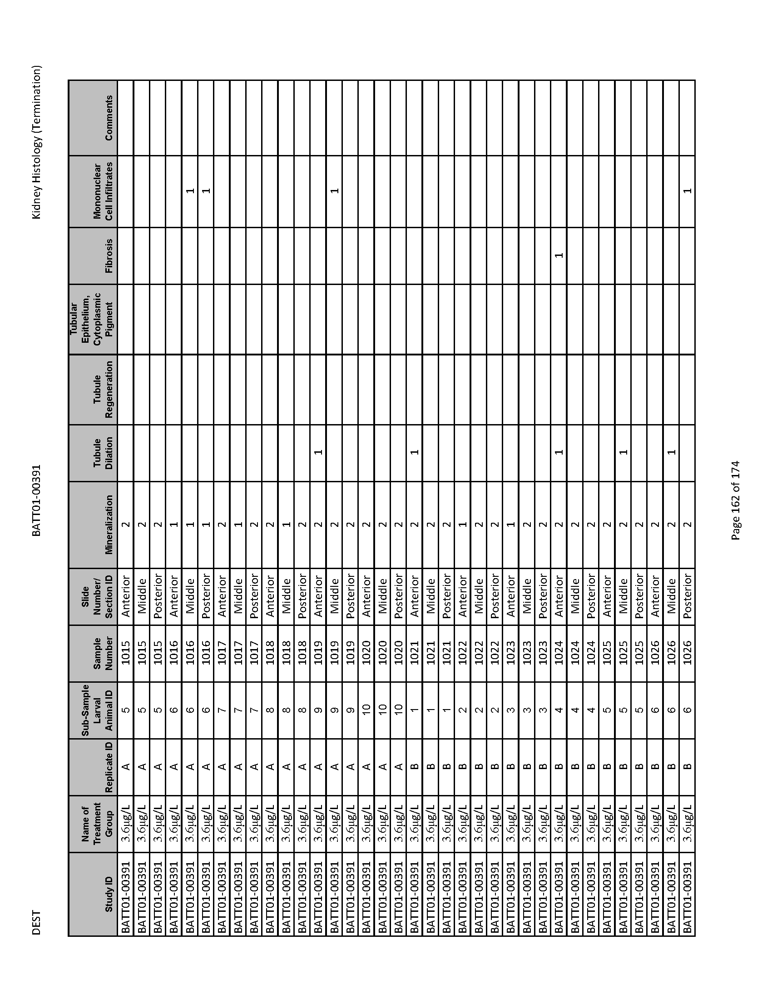 DEST BATT01-00391 Kidney Histology (Termination)
Study ID Name of Treatment Group Replicate ID Sub-Sample Larval Animal ID Sample Number Slide Number/ Section ID Mineralization Tubule Dilation Tubule Regeneration Tubular Epithelium, Cytoplasmic Pigment Fibrosis Mononuclear Cell Infiltrates Comments
BATT01-00391 3.6µg/L A 5 1015 Anterior 2
BATT01-00391 3.6µg/L A 5 1015 Middle 2
BATT01-00391 3.6µg/L A 5 1015 Posterior 2
BATT01-00391 3.6µg/L A 6 1016 Anterior 1
BATT01-00391 3.6µg/L A 6 1016 Middle 1 1
BATT01-00391 3.6µg/L A 6 1016 Posterior 1 1
BATT01-00391 3.6µg/L A 7 1017 Anterior 2
BATT01-00391 3.6µg/L A 7 1017 Middle 1
BATT01-00391 3.6µg/L A 7 1017 Posterior 2
BATT01-00391 3.6µg/L A 8 1018 Anterior 2
BATT01-00391 3.6µg/L A 8 1018 Middle 1
BATT01-00391 3.6µg/L A 8 1018 Posterior 2
BATT01-00391 3.6µg/L A 9 1019 Anterior 2 1
BATT01-00391 3.6µg/L A 9 1019 Middle 2 1
BATT01-00391 3.6µg/L A 9 1019 Posterior 2
BATT01-00391 3.6µg/L A 10 1020 Anterior 2
BATT01-00391 3.6µg/L A 10 1020 Middle 2
BATT01-00391 3.6µg/L A 10 1020 Posterior 2
BATT01-00391 3.6µg/L B 1 1021 Anterior 2 1
BATT01-00391 3.6µg/L B 1 1021 Middle 2
BATT01-00391 3.6µg/L B 1 1021 Posterior 2
BATT01-00391 3.6µg/L B 2 1022 Anterior 1
BATT01-00391 3.6µg/L B 2 1022 Middle 2
BATT01-00391 3.6µg/L B 2 1022 Posterior 2
BATT01-00391 3.6µg/L B 3 1023 Anterior 1
BATT01-00391 3.6µg/L B 3 1023 Middle 2
BATT01-00391 3.6µg/L B 3 1023 Posterior 2
BATT01-00391 3.6µg/L B 4 1024 Anterior 2 1 1
BATT01-00391 3.6µg/L B 4 1024 Middle 2
BATT01-00391 3.6µg/L B 4 1024 Posterior 2
BATT01-00391 3.6µg/L B 5 1025 Anterior 2
BATT01-00391 3.6µg/L B 5 1025 Middle 2 1
BATT01-00391 3.6µg/L B 5 1025 Posterior 2
BATT01-00391 3.6µg/L B 6 1026 Anterior 2
BATT01-00391 3.6µg/L B 6 1026 Middle 2 1
BATT01-00391 3.6µg/L B 6 1026 Posterior 2 1
Page 162 of 174